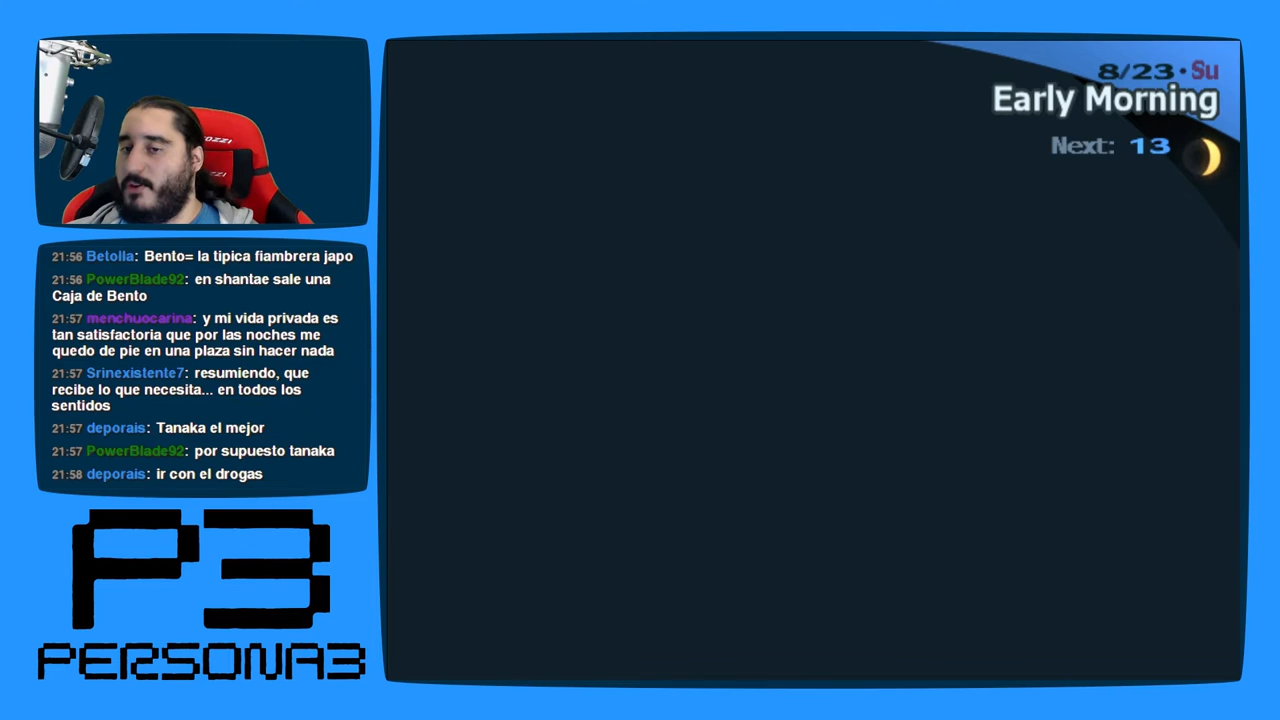 21:56 Betolla: Bento= la tipica fiambrera japo
21:56 PowerBlade92: en shantae sale una
Caja de Bento
21:57 menchuocarina: y mi vida privada es
tan satisfactoria que por las noches me
quedo de pie en una plaza sin hacer nada
21:57 Srinexistente7: resumiendo, que
recibe lo que necesita... en todos los
sentidos
21:57 deporais: Tanaka el mejor
21:57 PowerBlade92: por supuesto tanaka
21:58 deporais: ir con el drogas
P3
PERSONA3
8/23・Su
Early Morning
Next: 13